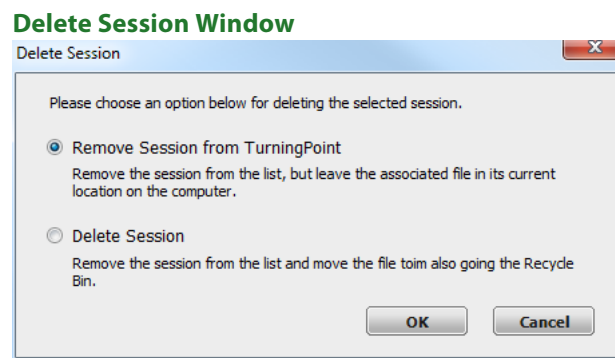 Delete Session Window
Delete Session
Please choose an option below for deleting the selected session.
Remove Session from TurningPoint
Remove the session from the list, but leave the associated file in its current
location on the computer.
Delete Session
Remove the session from the list and move the file toim also going the Recycle
Bin.
OK Cancel